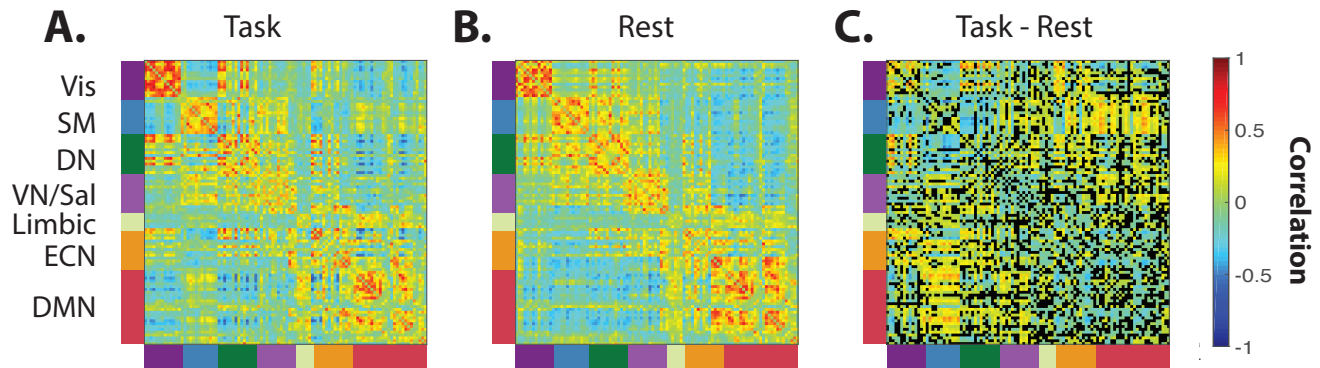 A. Task
B. Rest
C. Task - Rest
Vis
SM
DN
VN/Sal
Limbic
ECN
DMN
1
0.5
0
-0.5
-1
Correlation